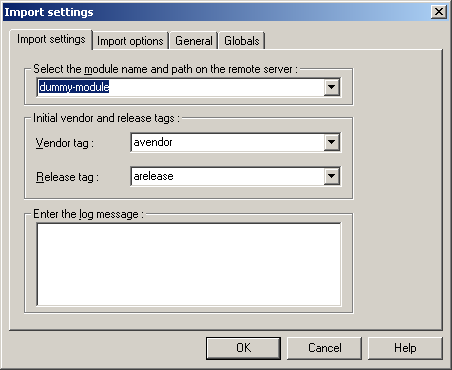 Import settings
Import settings Import options General Globals
Select the module name and path on the remote server :
dummy-module
Initial vendor and release tags :
Vendor tag : avendor
Release tag : arelease
Enter the log message :
OK Cancel Help